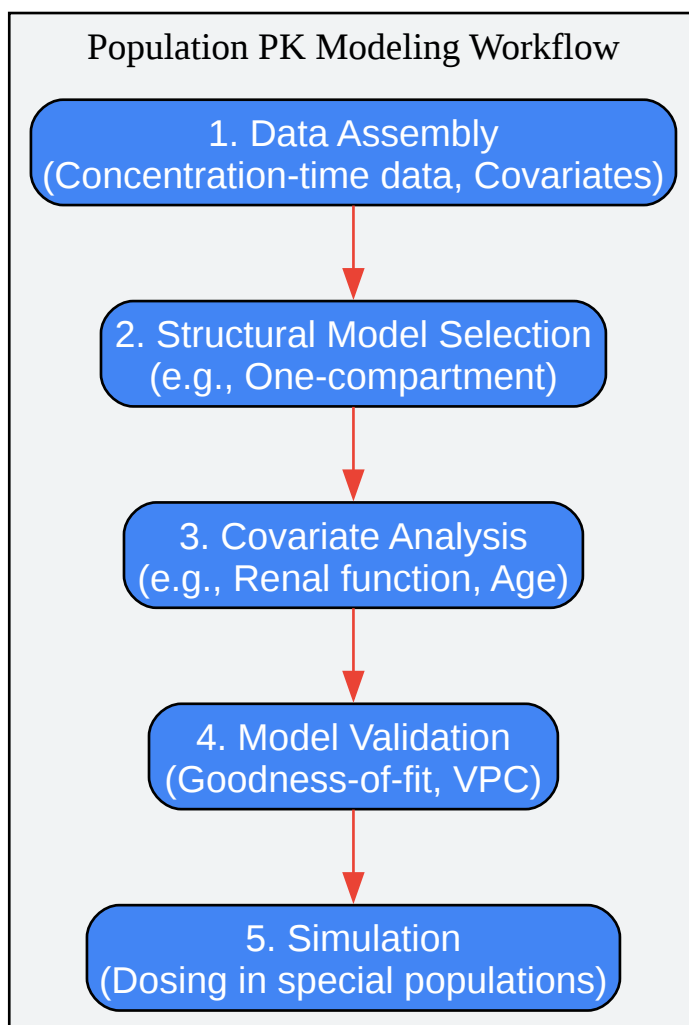 Population PK Modeling Workflow
1. Data Assembly
(Concentration-time data, Covariates)
2. Structural Model Selection
(e.g., One-compartment)
3. Covariate Analysis
(e.g., Renal function, Age)
4. Model Validation
(Goodness-of-fit, VPC)
5. Simulation
(Dosing in special populations)